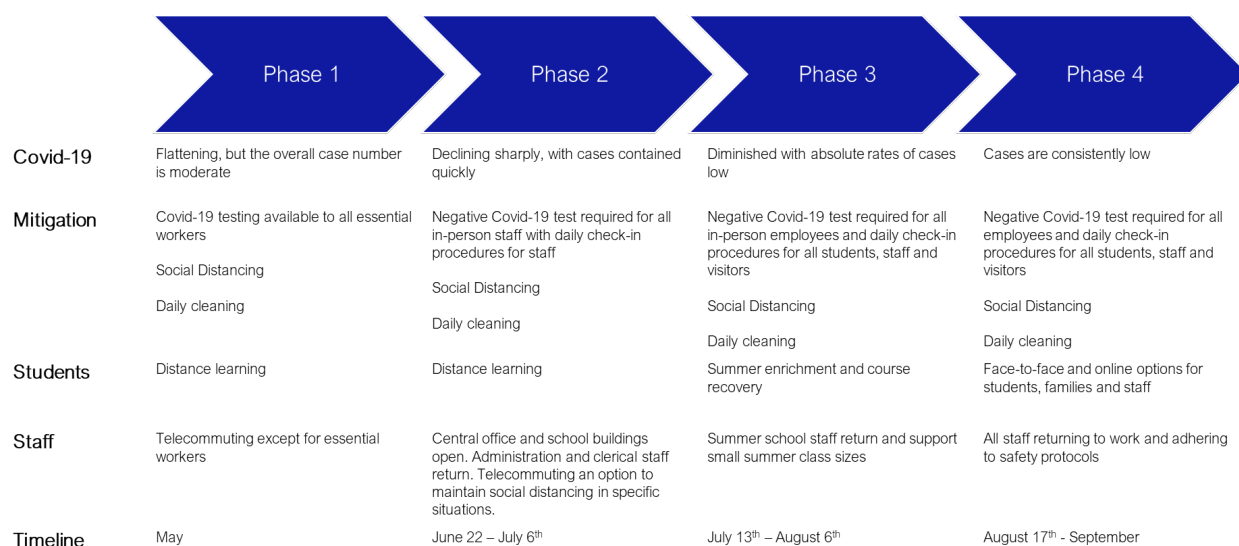 Phase 1
Phase 2
Phase 3
Phase 4
Covid-19
Flattening, but the overall case number
is moderate
Declining sharply, with cases contained
quickly
Diminished with absolute rates of cases
low
Cases are consistently low
Mitigation
Covid-19 testing available to all essential
workers
Social Distancing
Daily cleaning
Negative Covid-19 test required for all
in-person staff with daily check-in
procedures for staff
Social Distancing
Daily cleaning
Negative Covid-19 test required for all
in-person employees and daily check-in
procedures for all students, staff and
visitors
Social Distancing
Daily cleaning
Negative Covid-19 test required for all
employees and daily check-in
procedures for all students, staff and
visitors
Social Distancing
Daily cleaning
Students
Distance learning
Distance learning
Summer enrichment and course
recovery
Face-to-face and online options for
students, families and staff
Staff
Telecommuting except for essential
workers
Central office and school buildings
open. Administration and clerical staff
return. Telecommuting an option to
maintain social distancing in specific
situations.
Summer school staff return and support
small summer class sizes
All staff returning to work and adhering
to safety protocols
Timeline
May
June 22 – July 6th
July 13th – August 6th
August 17th - September